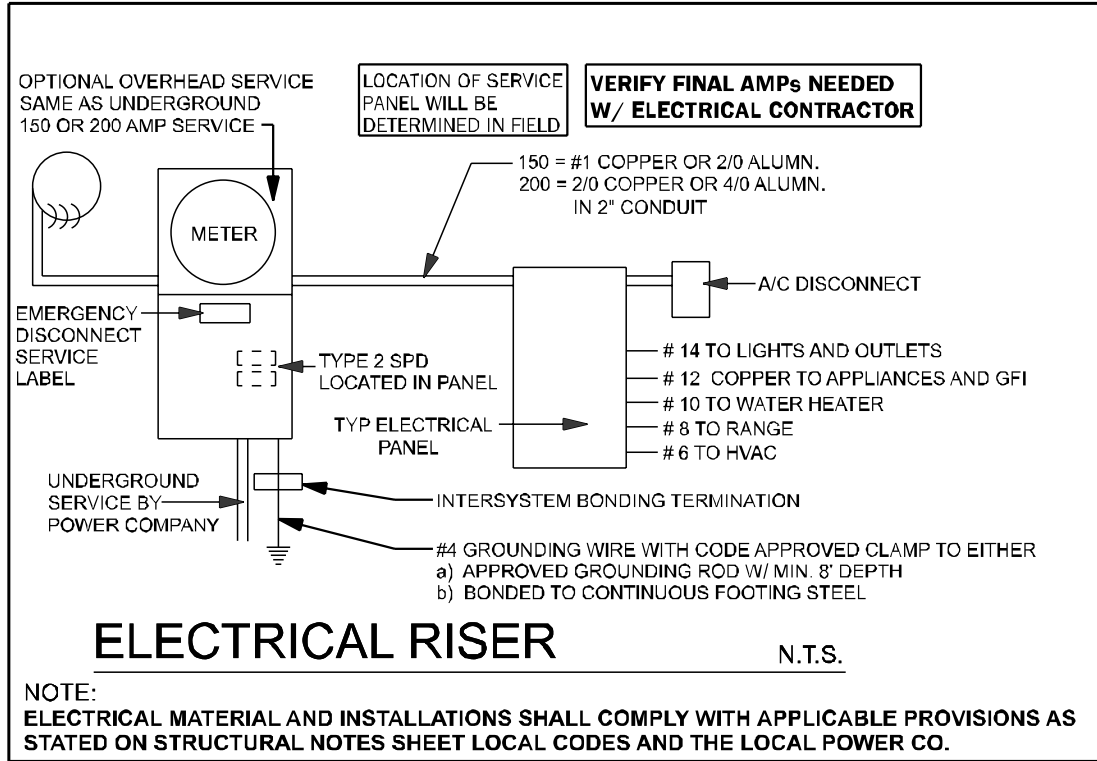 OPTIONAL OVERHEAD SERVICE
SAME AS UNDERGROUND
150 OR 200 AMP SERVICE
LOCATION OF SERVICE
PANEL WILL BE
DETERMINED IN FIELD
VERIFY FINAL AMPs NEEDED
W/ ELECTRICAL CONTRACTOR
150 = #1 COPPER OR 2/0 ALUMN.
200 = 2/0 COPPER OR 4/0 ALUMN.
IN 2" CONDUIT
METER
A/C DISCONNECT
EMERGENCY
DISCONNECT
SERVICE
LABEL
TYPE 2 SPD
LOCATED IN PANEL
# 14 TO LIGHTS AND OUTLETS
# 12 COPPER TO APPLIANCES AND GFI
# 10 TO WATER HEATER
# 8 TO RANGE
# 6 TO HVAC
TYP ELECTRICAL
PANEL
UNDERGROUND
SERVICE BY
POWER COMPANY
INTERSYSTEM BONDING TERMINATION
#4 GROUNDING WIRE WITH CODE APPROVED CLAMP TO EITHER
a) APPROVED GROUNDING ROD W/ MIN. 8' DEPTH
b) BONDED TO CONTINUOUS FOOTING STEEL
ELECTRICAL RISER
N.T.S.
NOTE:
ELECTRICAL MATERIAL AND INSTALLATIONS SHALL COMPLY WITH APPLICABLE PROVISIONS AS
STATED ON STRUCTURAL NOTES SHEET LOCAL CODES AND THE LOCAL POWER CO.